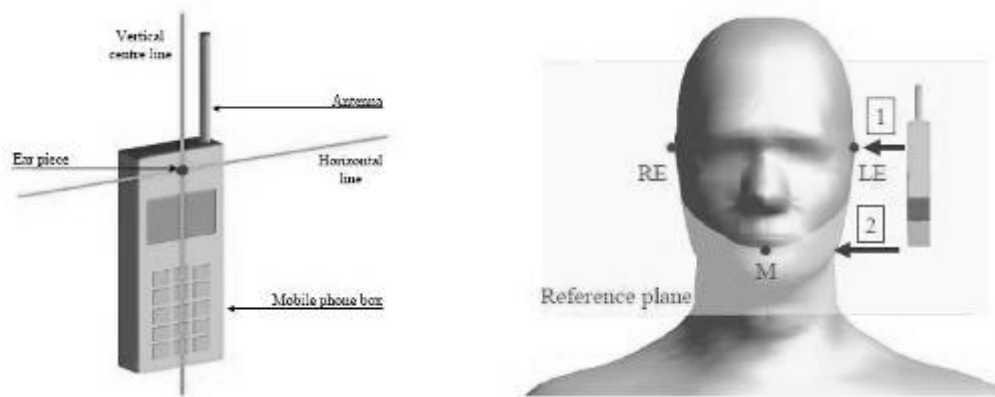 Vertical
centre line
Antenna
Ear piece
Horizontal
line
Mobile phone box
1
RE
LE
2
M
Reference plane